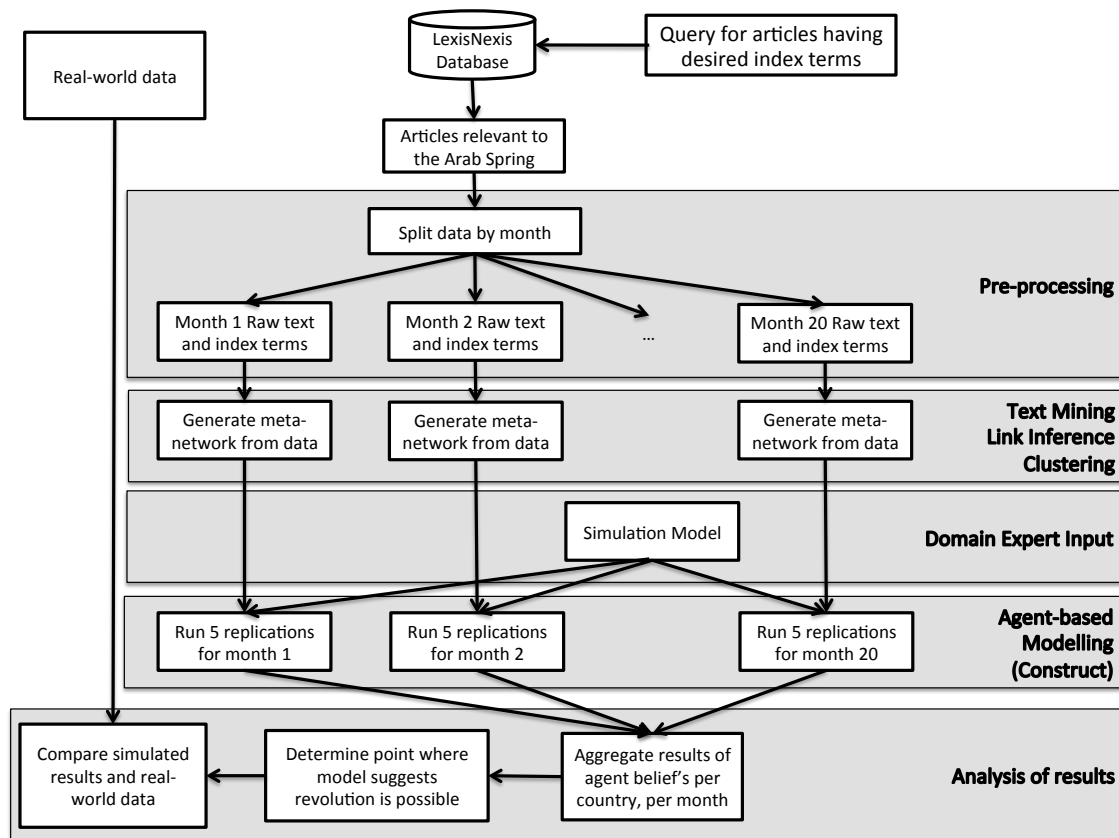 LexisNexis
Database
Query for articles having
desired index terms
Real-world data
Articles relevant to
the Arab Spring
Split data by month
Pre-processing
Month 1 Raw text
and index terms
Month 2 Raw text
and index terms
...
Month 20 Raw text
and index terms
Generate meta-
network from data
Generate meta-
network from data
Generate meta-
network from data
Text Mining
Link Inference
Clustering
Simulation Model
Domain Expert Input
Run 5 replications
for month 1
Run 5 replications
for month 2
Run 5 replications
for month 20
Agent-based
Modelling
(Construct)
Compare simulated
results and real-
world data
Determine point where
model suggests
revolution is possible
Aggregate results of
agent belief's per
country, per month
Analysis of results